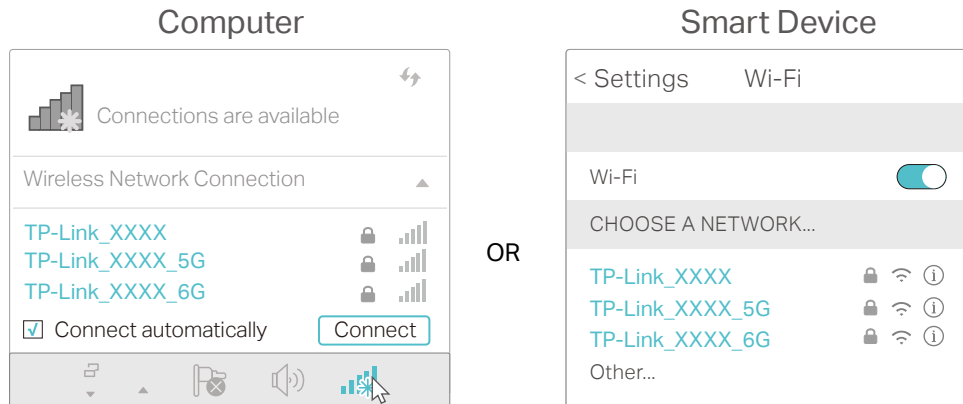 Computer
Connections are available
Wireless Network Connection
TP-Link_XXXX
TP-Link_XXXX_5G
TP-Link_XXXX_6G
Connect automatically
Connect
OR
Smart Device
< Settings Wi-Fi
Wi-Fi
CHOOSE A NETWORK...
TP-Link_XXXX
TP-Link_XXXX_5G
TP-Link_XXXX_6G
Other...